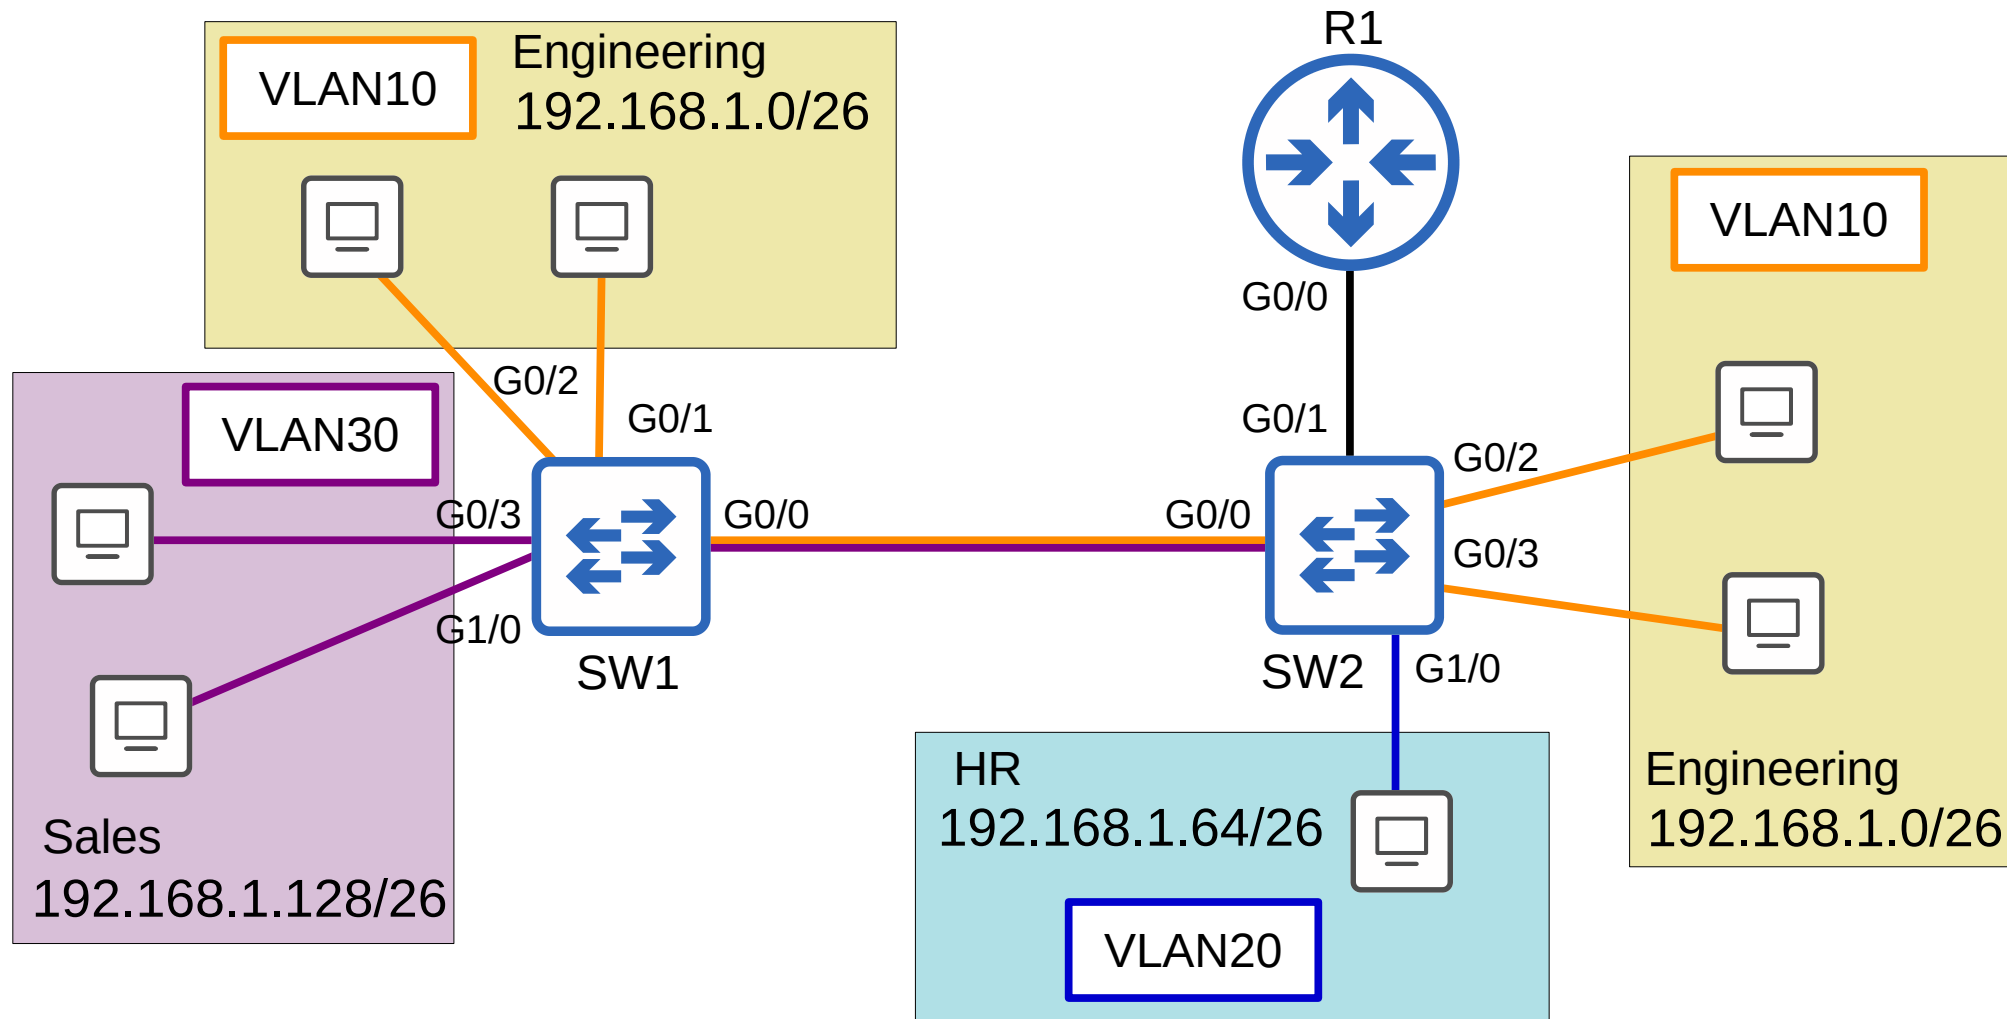 R1
Engineering
VLAN10
192.168.1.0/26
VLAN10
G0/0
G0/2
G0/1
G0/1
VLAN30
G0/2
G0/3
G0/0
G0/0
G0/3
G1/0
SW1
SW2
G1/0
HR
192.168.1.64/26
Engineering
192.168.1.0/26
Sales
192.168.1.128/26
VLAN20